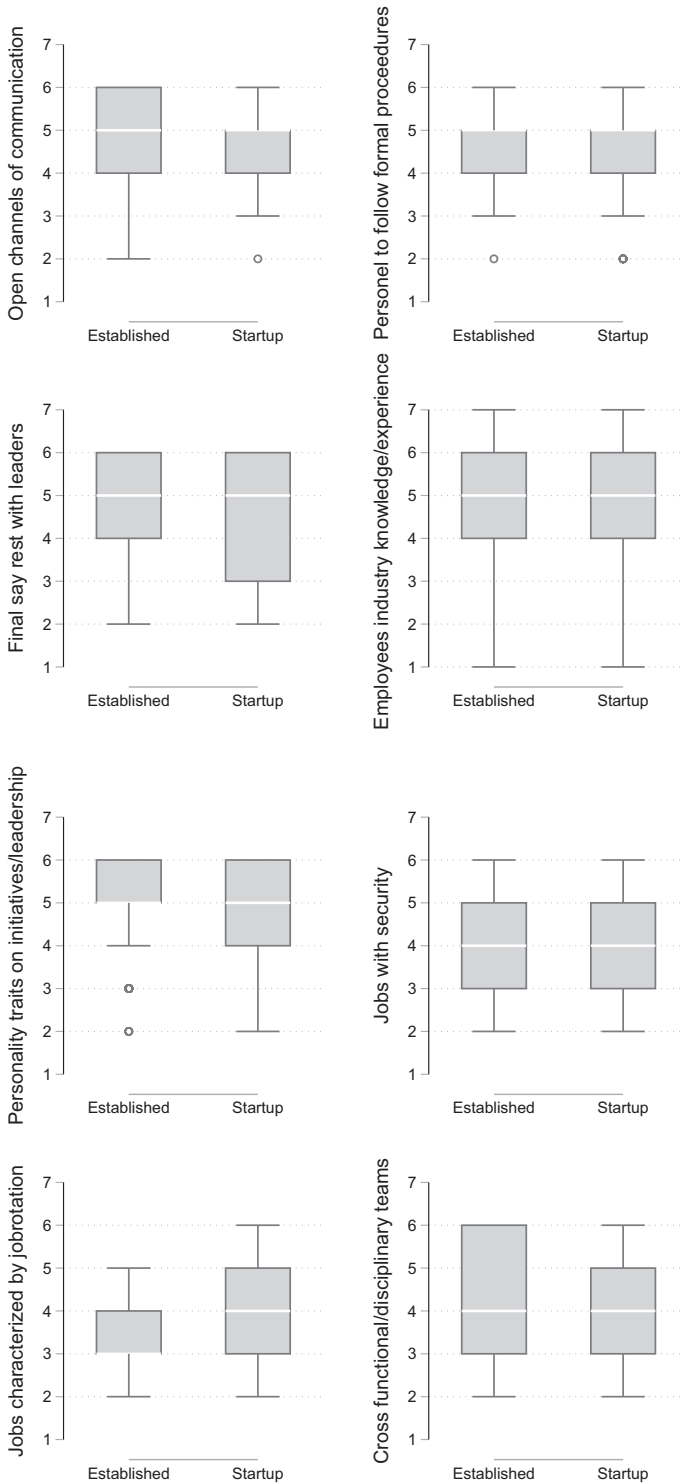 Open channels of communication
7
6
5
4
3
2
1
Established
Startup
Personel to follow formal proceedures
7
6
5
4
3
2
1
Established
Startup
Final say rest with leaders
7
6
5
4
3
2
1
Established
Startup
Employees industry knowledge/experience
7
6
5
4
3
2
1
Established
Startup
Personality traits on initiatives/leadership
7
6
5
4
3
2
1
Established
Startup
Jobs with security
7
6
5
4
3
2
1
Established
Startup
Jobs characterized by jobrotation
7
6
5
4
3
2
1
Established
Startup
Cross functional/disciplinary teams
7
6
5
4
3
2
1
Established
Startup